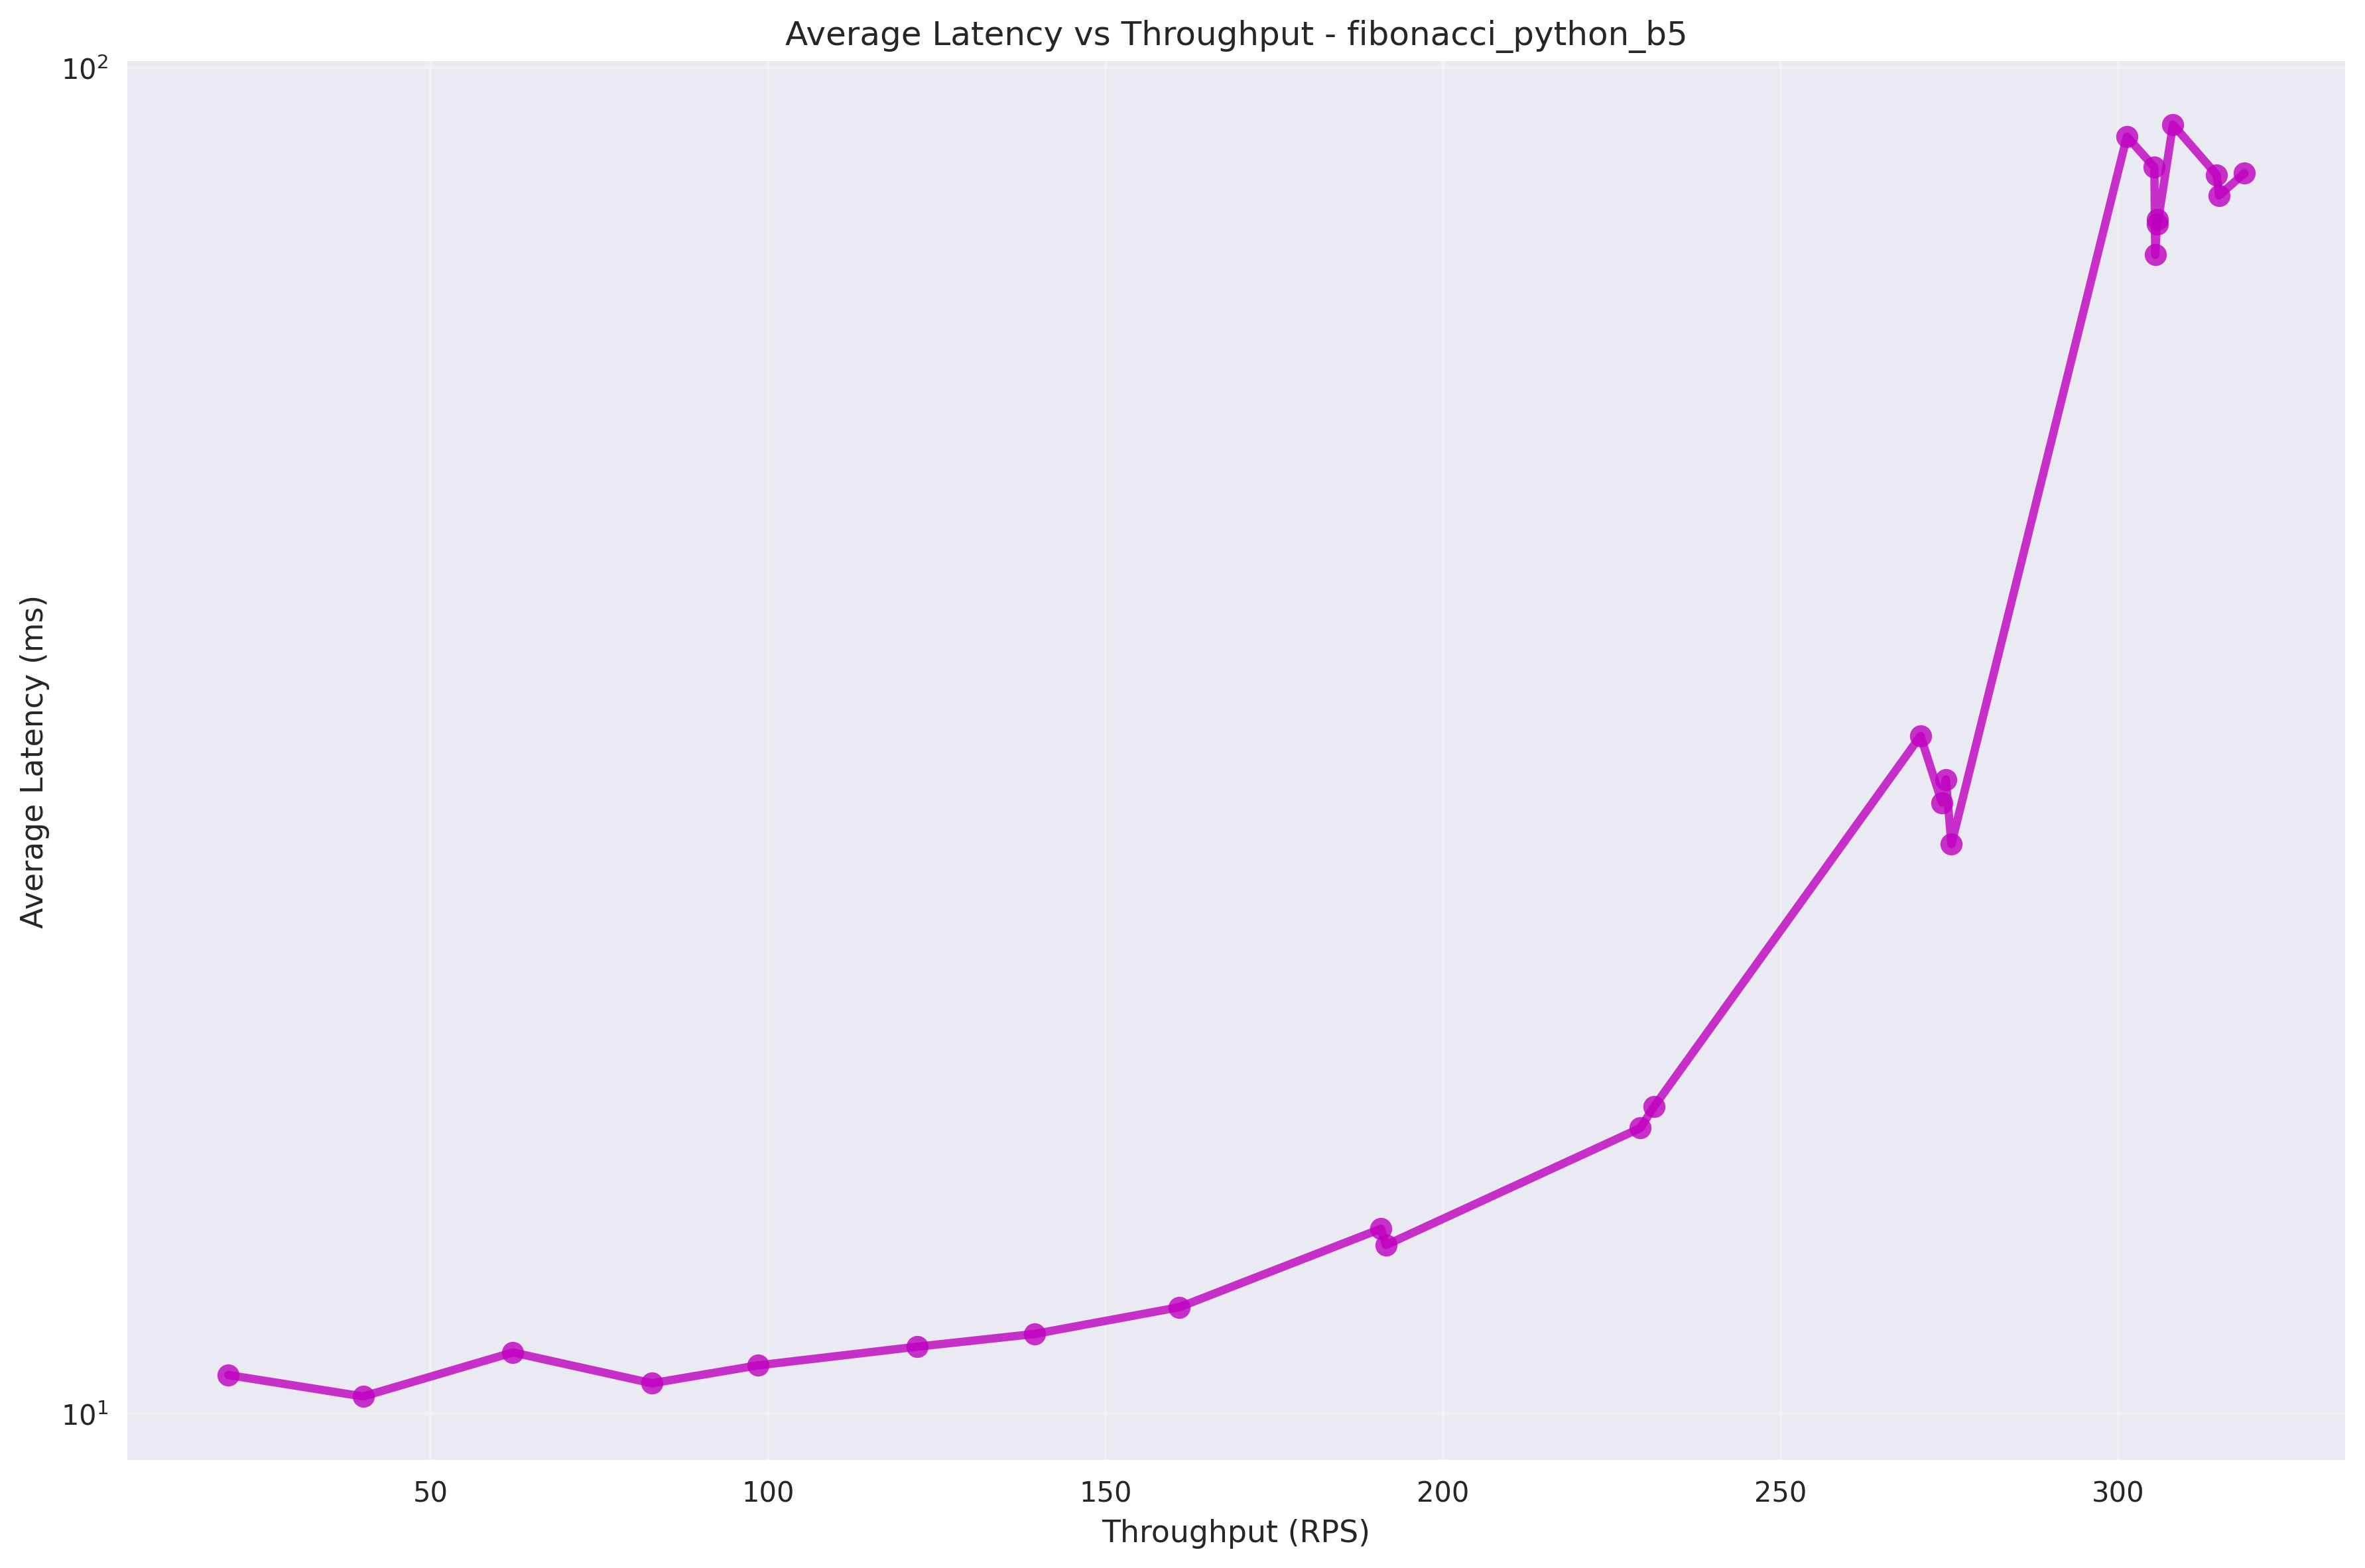 Average Latency vs Throughput - fibonacci_python_b5
10²
Average Latency (ms)
10¹
50 100 150 200 250 300
Throughput (RPS)